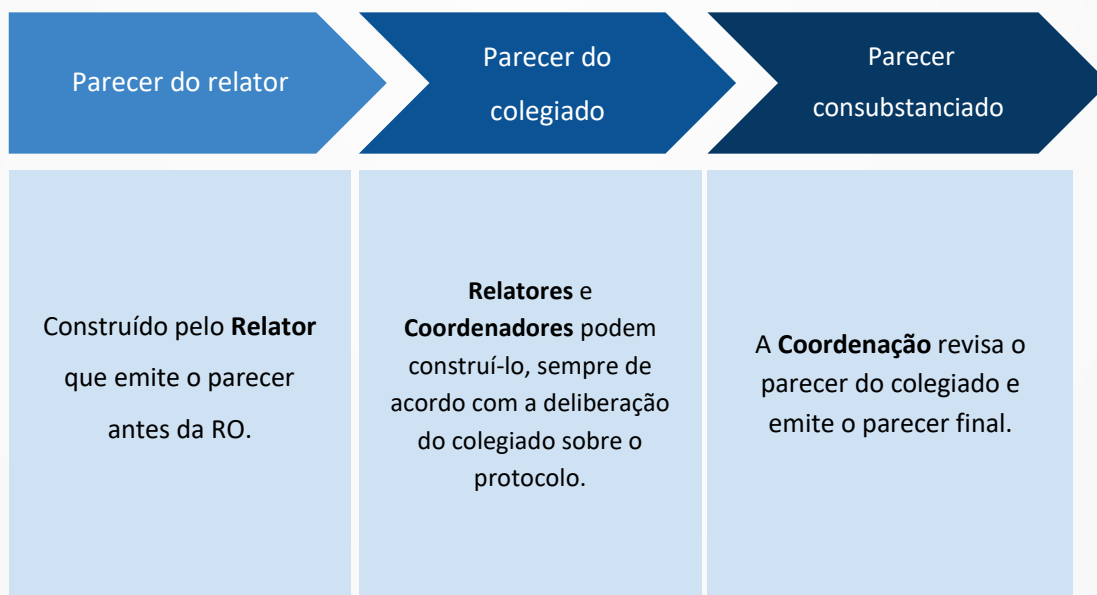 Parecer do relator
Parecer do
colegiado
Parecer
consubstanciado
Construído pelo Relator
que emite o parecer
antes da RO.
Relatores e
Coordenadores podem
construí-lo, sempre de
acordo com a deliberação
do colegiado sobre o
protocolo.
A Coordenação revisa o
parecer do colegiado e
emite o parecer final.